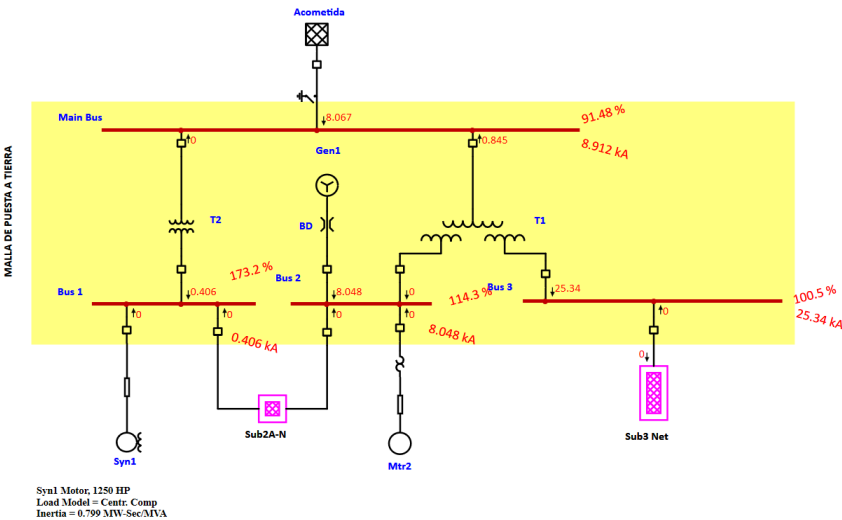 Acometida
8.067
91.48 %
Main Bus
0
0.845
8.912 kA
Gen1
MALLA DE PUESTA A TIERRA
T2
BD
T1
173.2 %
Bus 1
0.406
Bus 2
8.048
0
114.3 %
Bus 3
25.34
100.5 %
0
0
0
0
0
25.34 kA
0.406 kA
8.048 kA
0
Sub2A-N
Sub3 Net
Syn1
Mtr2
Syn1 Motor, 1250 HP
Load Model = Centr. Comp
Inertia = 0.799 MW-Sec/MVA